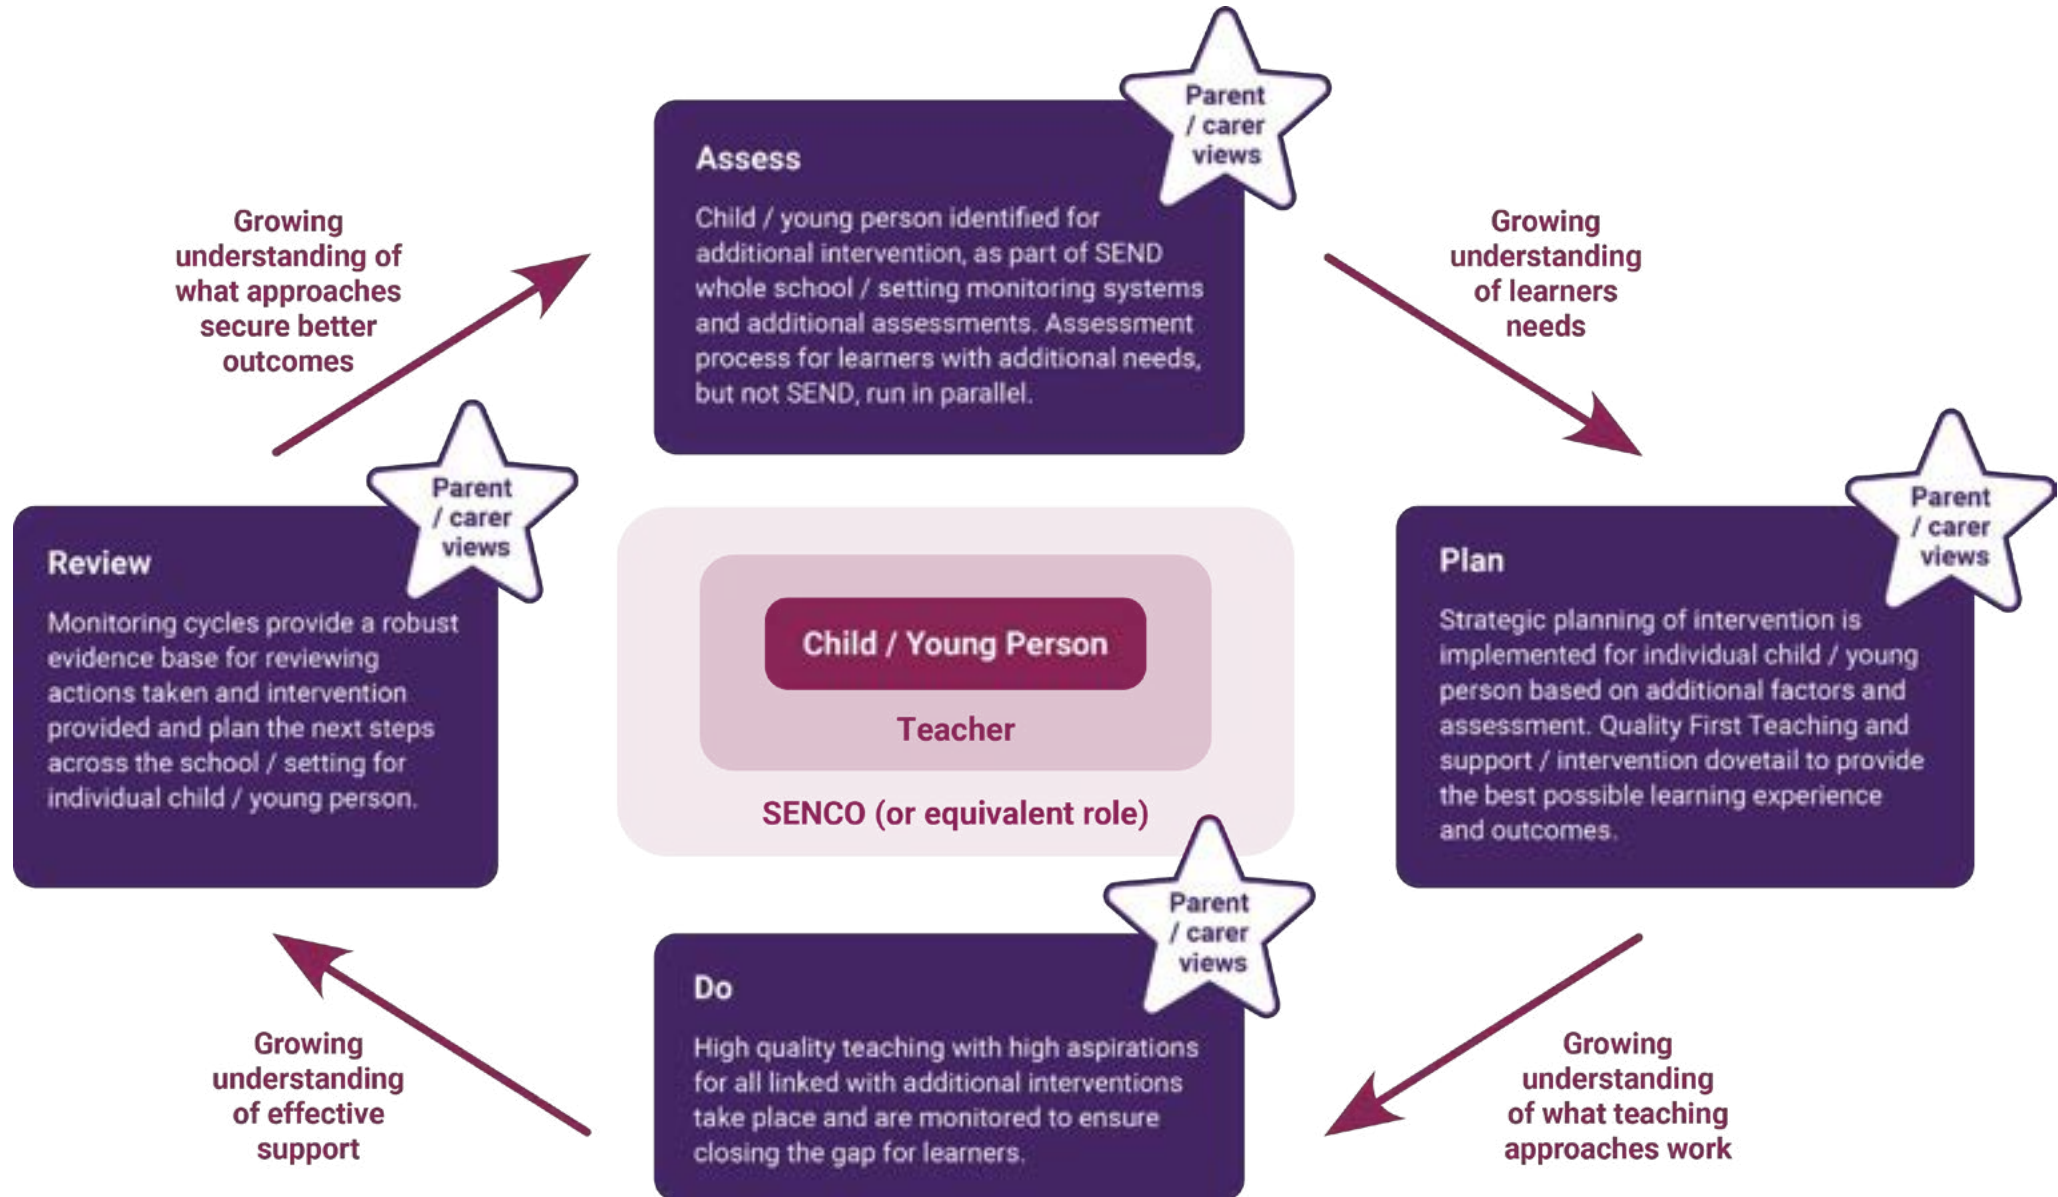 Parent
/ carer
views
Assess
Child / young person identified for
additional intervention, as part of SEND
whole school / setting monitoring systems
and additional assessments. Assessment
process for learners with additional needs,
but not SEND, run in parallel.
Growing
understanding
of learners
needs
Parent
/ carer
views
Plan
Strategic planning of intervention is
implemented for individual child / young
person based on additional factors and
assessment. Quality First Teaching and
support / intervention dovetail to provide
the best possible learning experience
and outcomes.
Growing
understanding
of what teaching
approaches work
Parent
/ carer
views
Do
High quality teaching with high aspirations
for all linked with additional interventions
take place and are monitored to ensure
closing the gap for learners.
Growing
understanding
of effective
support
Parent
/ carer
views
Review
Monitoring cycles provide a robust
evidence base for reviewing
actions taken and intervention
provided and plan the next steps
across the school / setting for
individual child / young person.
Growing
understanding of
what approaches
secure better
outcomes
Child / Young Person
Teacher
SENCO (or equivalent role)